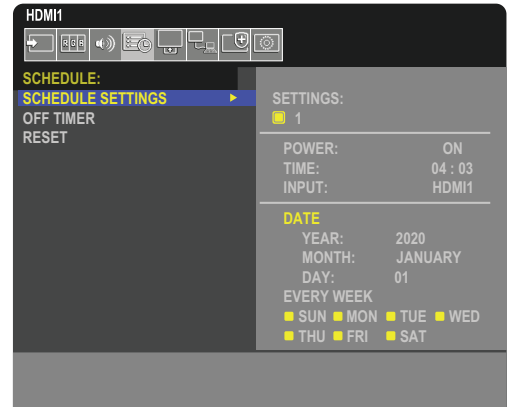 HDMI1
RGB
SCHEDULE:
SCHEDULE SETTINGS
OFF TIMER
RESET
SETTINGS:
1
POWER: ON
TIME: 04 : 03
INPUT: HDMI1
DATE
YEAR: 2020
MONTH: JANUARY
DAY: 01
EVERY WEEK
SUN MON TUE WED
THU FRI SAT